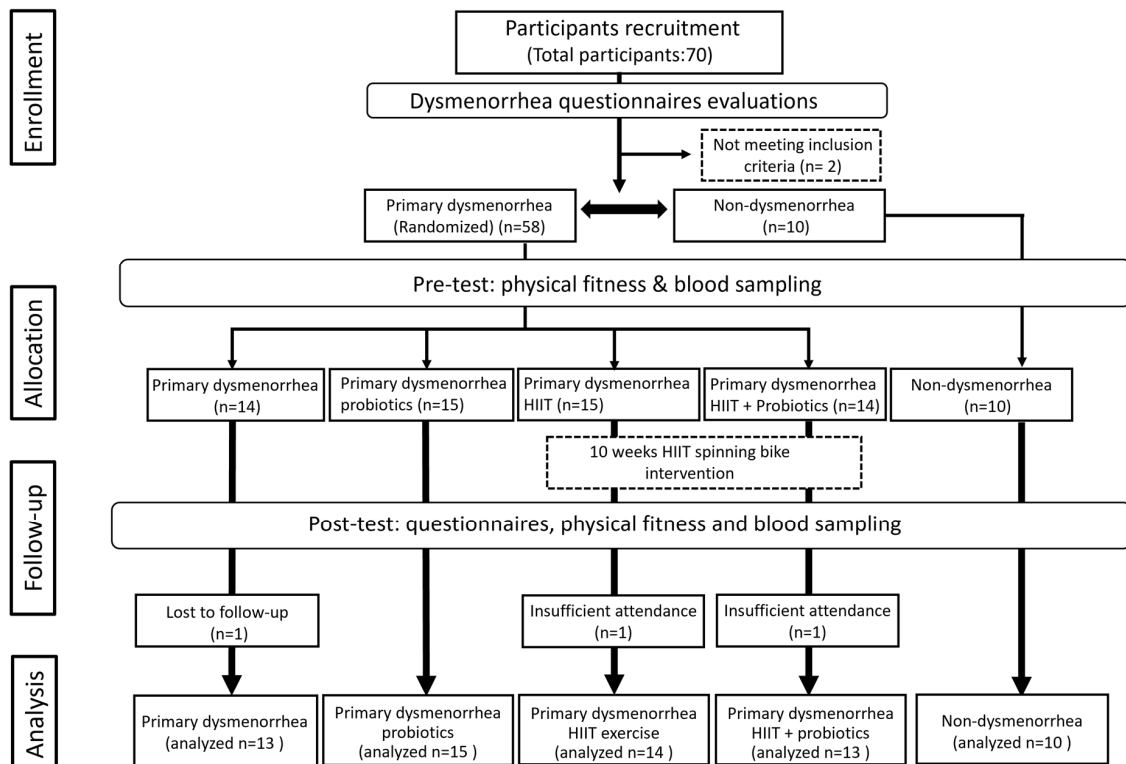 Enrollment
Participants recruitment
(Total participants:70)
Dysmenorrhea questionnaires evaluations
Not meeting inclusion
criteria (n= 2)
Primary dysmenorrhea
(Randomized) (n=58)
Non-dysmenorrhea
(n=10)
Pre-test: physical fitness & blood sampling
Allocation
Primary dysmenorrhea
(n=14)
Primary dysmenorrhea
probiotics (n=15)
Primary dysmenorrhea
HIIT (n=15)
Primary dysmenorrhea
HIIT + Probiotics (n=14)
Non-dysmenorrhea
(n=10)
10 weeks HIIT spinning bike
intervention
Follow-up
Post-test: questionnaires, physical fitness and blood sampling
Lost to follow-up
(n=1)
Insufficient attendance
(n=1)
Insufficient attendance
(n=1)
Analysis
Primary dysmenorrhea
(analyzed n=13 )
Primary dysmenorrhea
probiotics
(analyzed n=15 )
Primary dysmenorrhea
HIIT exercise
(analyzed n=14 )
Primary dysmenorrhea
HIIT + probiotics
(analyzed n=13 )
Non-dysmenorrhea
(analyzed n=10 )